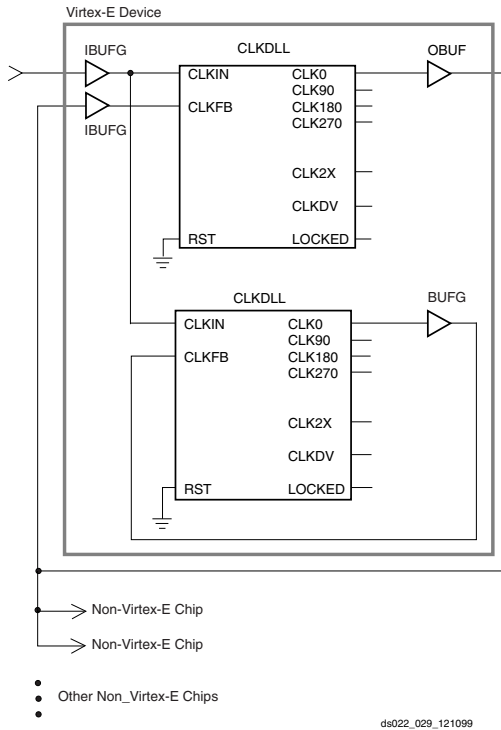 Virtex-E Device
IBUFG
CLKDLL
OBUF
CLKIN
CLK0
CLK90
CLKFB
CLK180
IBUFG
CLK270
CLK2X
CLKDV
RST
LOCKED
CLKDLL
BUFG
CLKIN
CLK0
CLK90
CLKFB
CLK180
CLK270
CLK2X
CLKDV
RST
LOCKED
Non-Virtex-E Chip
Non-Virtex-E Chip
Other Non_Virtex-E Chips
ds022_029_121099